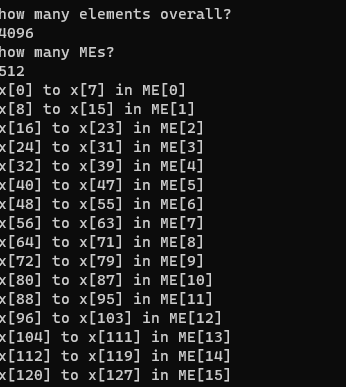 how many elements overall?
4096
how many MEs?
512
x[0] to x[7] in ME[0]
x[8] to x[15] in ME[1]
x[16] to x[23] in ME[2]
x[24] to x[31] in ME[3]
x[32] to x[39] in ME[4]
x[40] to x[47] in ME[5]
x[48] to x[55] in ME[6]
x[56] to x[63] in ME[7]
x[64] to x[71] in ME[8]
x[72] to x[79] in ME[9]
x[80] to x[87] in ME[10]
x[88] to x[95] in ME[11]
x[96] to x[103] in ME[12]
x[104] to x[111] in ME[13]
x[112] to x[119] in ME[14]
x[120] to x[127] in ME[15]